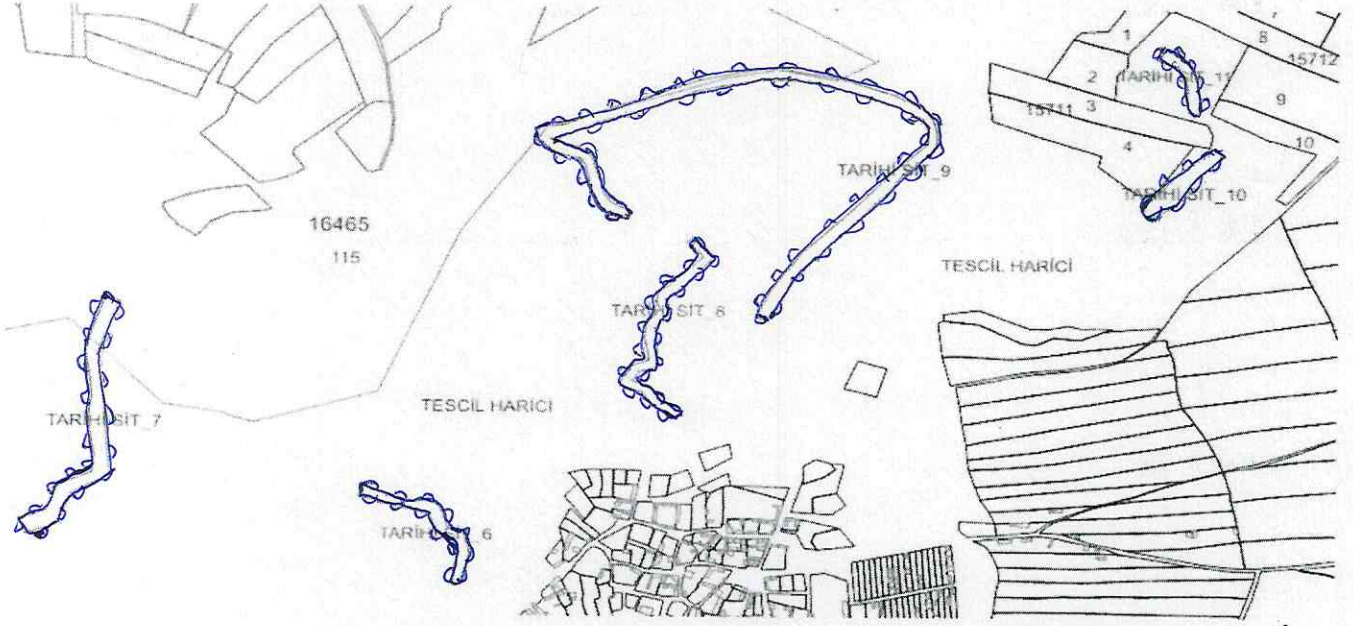 1
8
15712
2
TARİHİ SİT_11
15711
3
9
4
10
TARİHİ SİT_9
TARİHİ SİT_10
16465
115
TESCİL HARİCİ
TARİHİ SİT_8
TESCİL HARİCİ
TARİHİ SİT_7
TARİHİ SİT_6